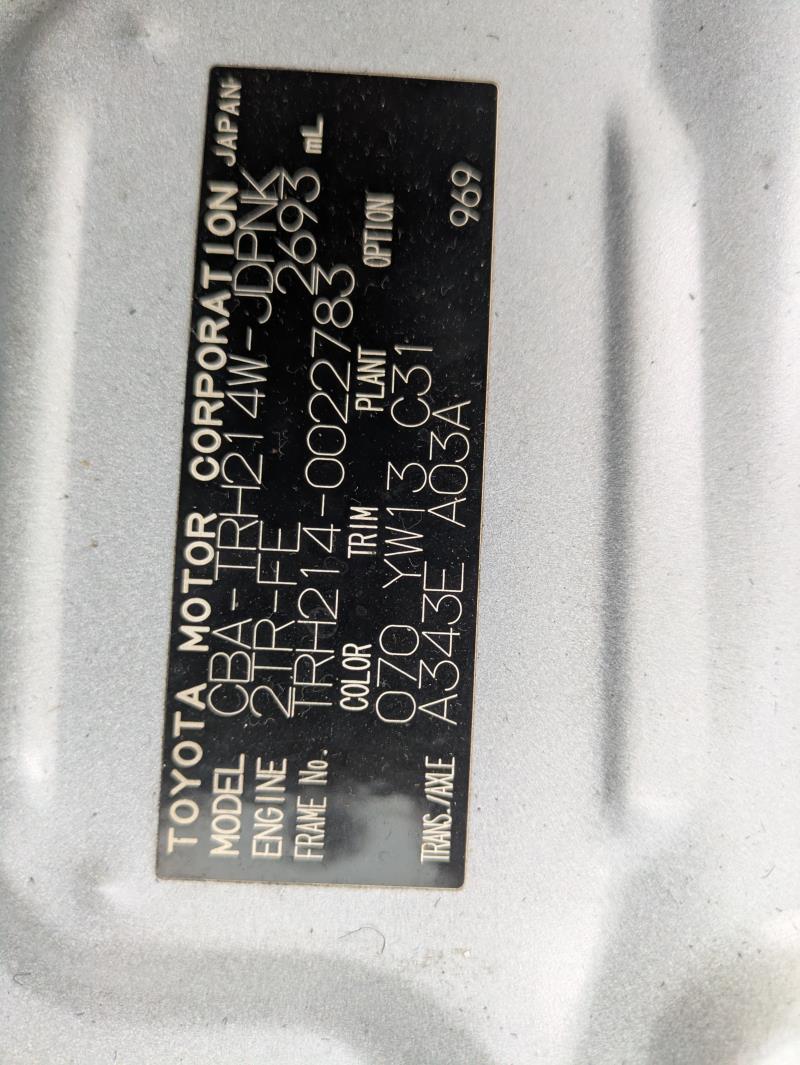 TOYOTA MOTOR CORPORATION JAPAN
MODEL CBA-TRH214W-JDPNK
ENGINE 2TR-FE 2693 mL
FRAME No. TRH214-0022783
COLOR TRIM PLANT OPTION
070 YW13 C31
TRANS./AXLE A343E A03A 969